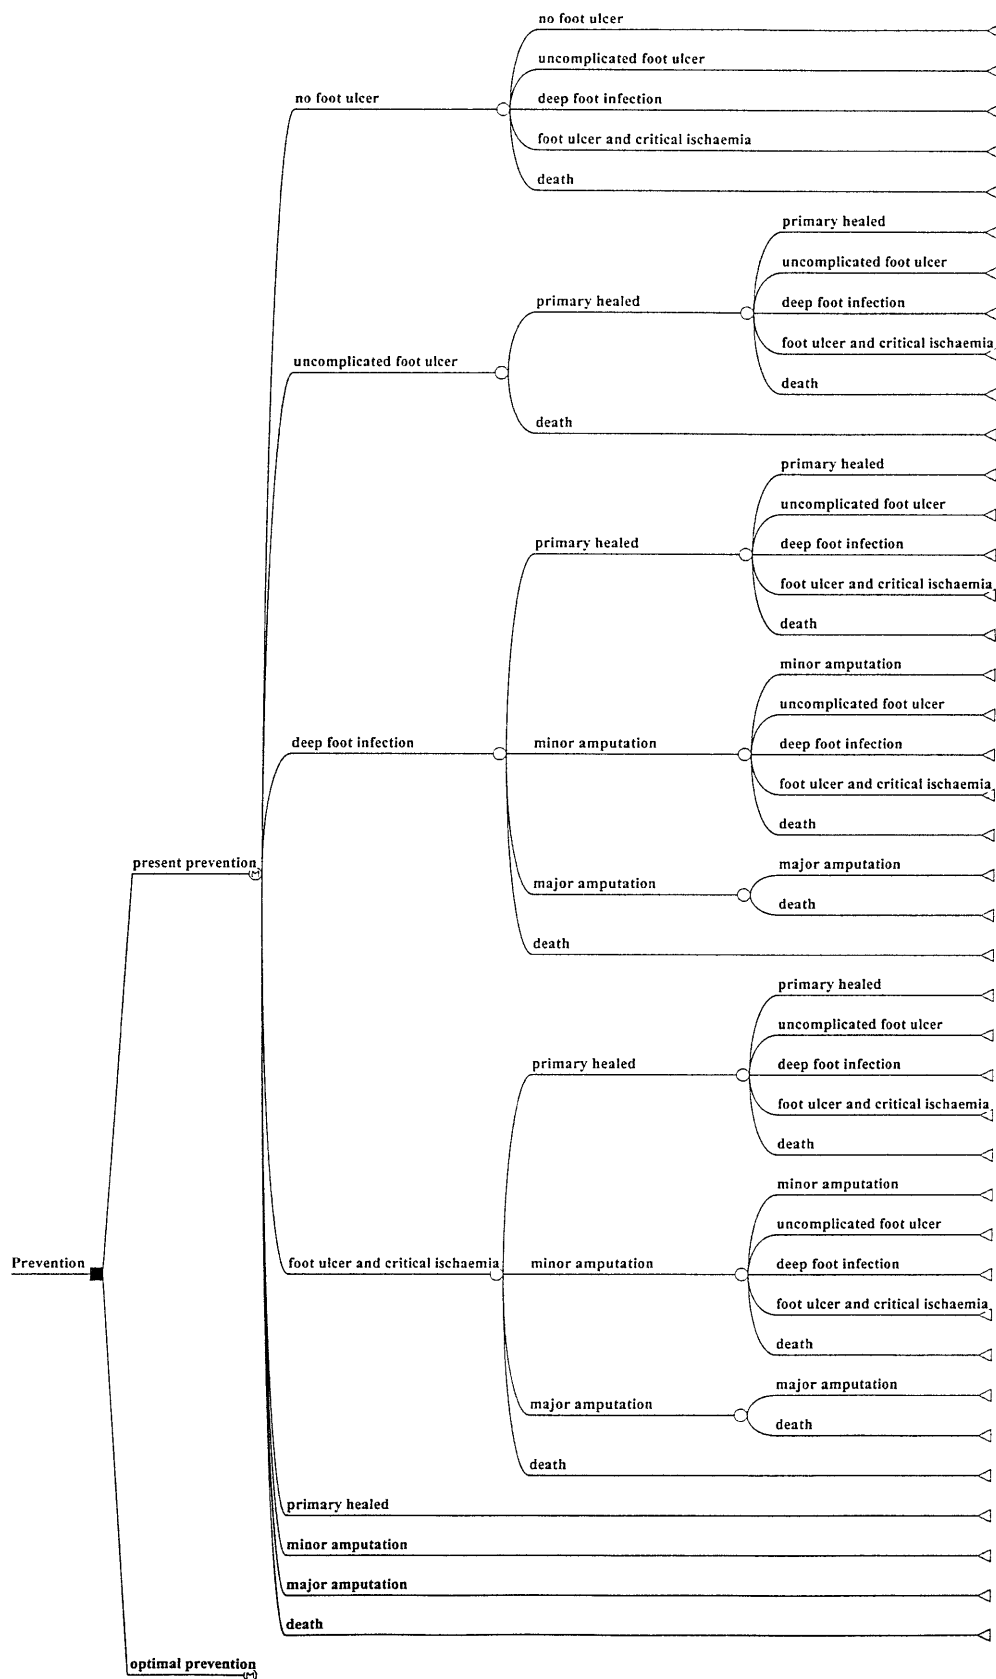 no foot ulcer
uncomplicated foot ulcer
no foot ulcer
deep foot infection
foot ulcer and critical ischaemia
death
primary healed
uncomplicated foot ulcer
primary healed
deep foot infection
foot ulcer and critical ischaemia
uncomplicated foot ulcer
death
death
primary healed
uncomplicated foot ulcer
primary healed
deep foot infection
foot ulcer and critical ischaemia
death
minor amputation
uncomplicated foot ulcer
deep foot infection
minor amputation
deep foot infection
foot ulcer and critical ischaemia
death
present prevention
M
major amputation
major amputation
death
death
primary healed
uncomplicated foot ulcer
primary healed
deep foot infection
foot ulcer and critical ischaemia
death
minor amputation
uncomplicated foot ulcer
Prevention
foot ulcer and critical ischaemia
minor amputation
deep foot infection
foot ulcer and critical ischaemia
death
major amputation
major amputation
death
death
primary healed
minor amputation
major amputation
death
optimal prevention
M